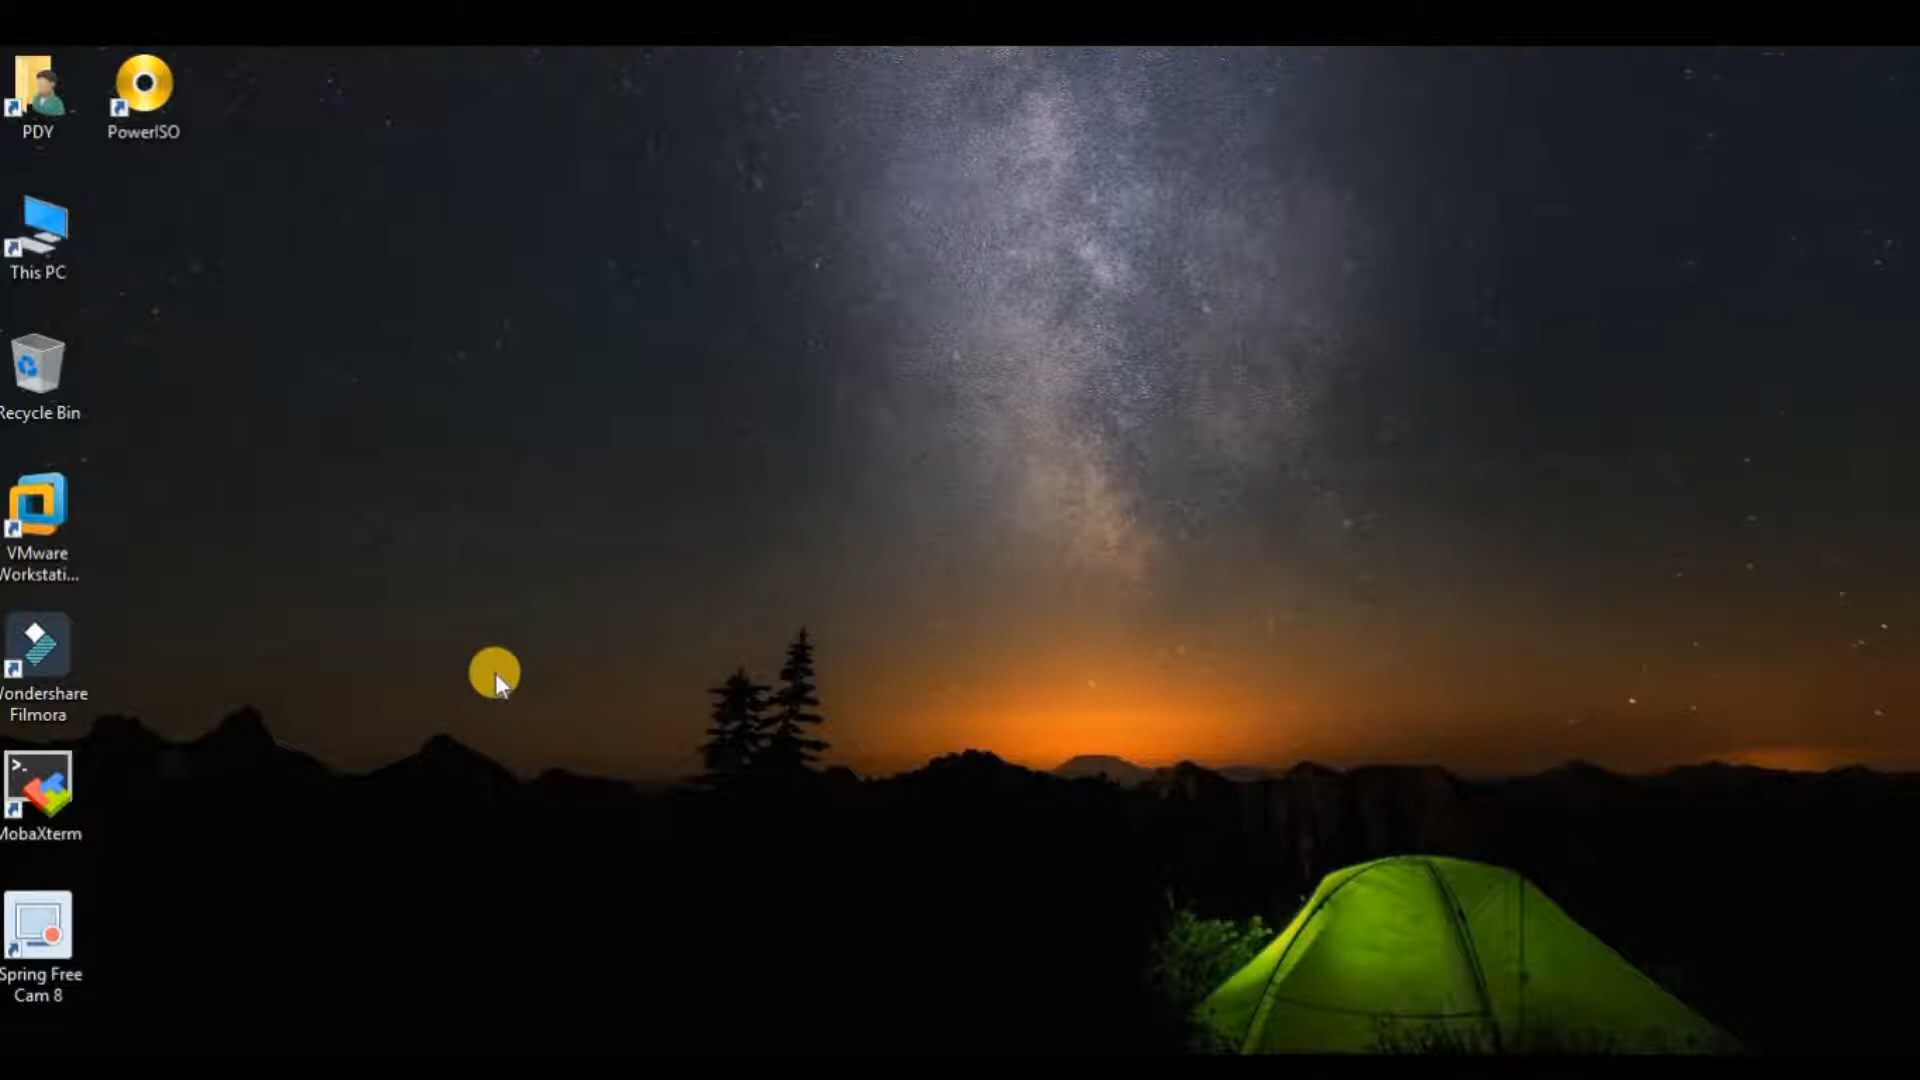 PDY
PowerISO
This PC
Recycle Bin
VMware
Workstati...
Wondershare
Filmora
>.
MobaXterm
Spring Free
Cam 8